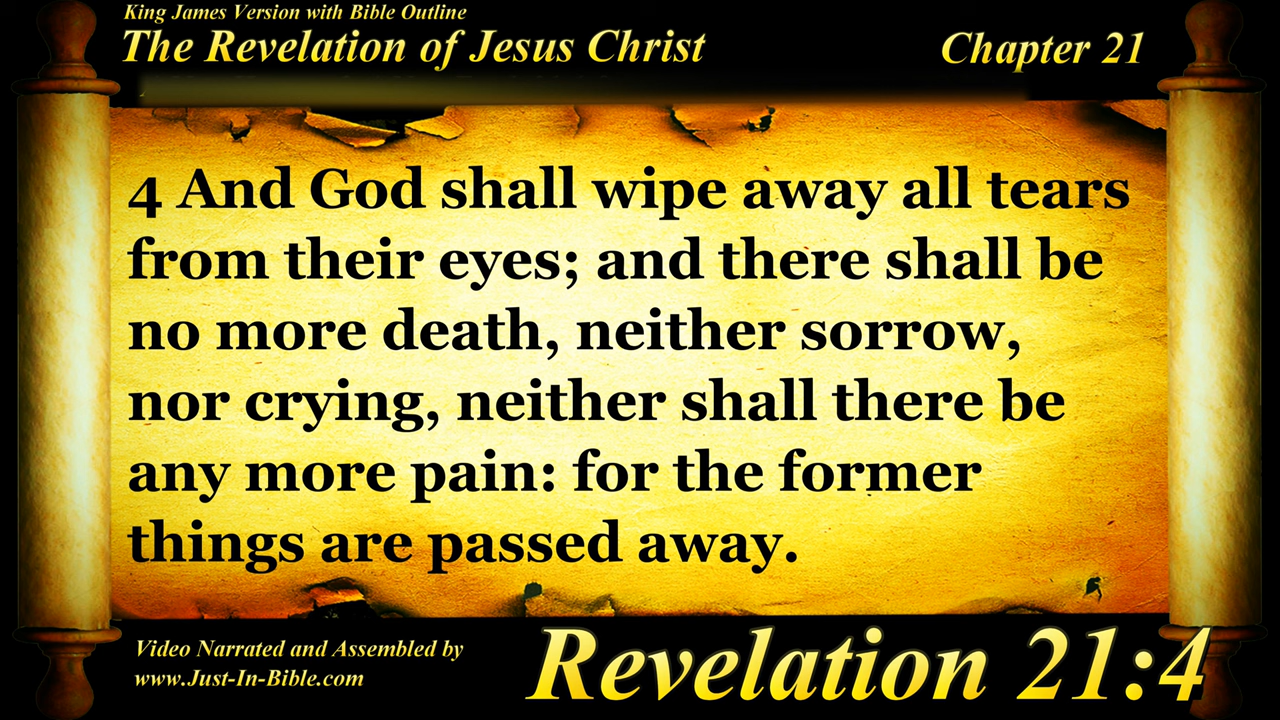 King James Version with Bible Outline
The Revelation of Jesus Christ
Chapter 21
4 And God shall wipe away all tears
from their eyes; and there shall be
no more death, neither sorrow,
nor crying, neither shall there be
any more pain: for the former
things are passed away.
Video Narrated and Assembled by
www.Just-In-Bible.com
Revelation 21:4